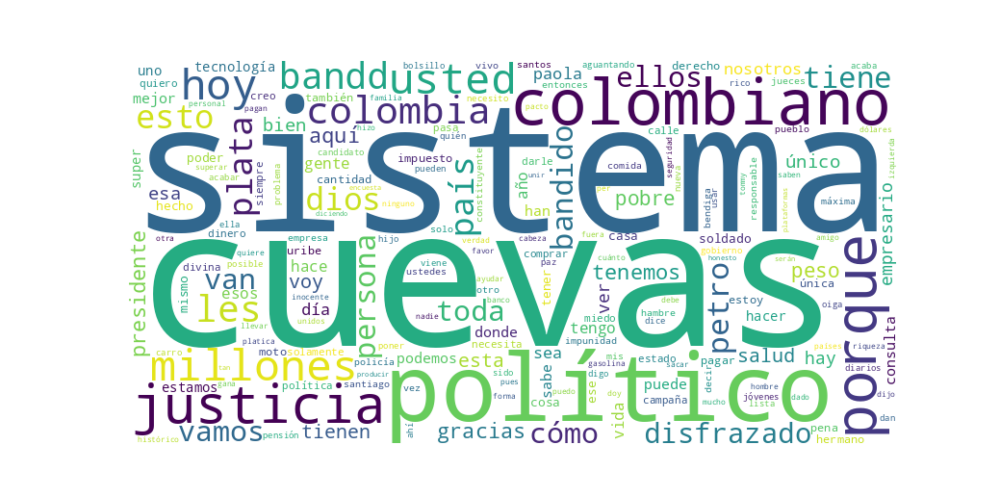 sistema
cuevas
político
colombiano
justicia
porque
millones
colombia
hoy
banddusted
plata
dios
esto
les
van
persona
país
bandido
petro
usted
toda
cómo
disfrazado
vamos
ellos
tiene
tenemos
presidente
empresario
aquí
gracias
tienen
salud
pobre
peso
único
nosotros
paola
uno
tecnología
quiero
mejor
creo
bien
super
poder
acabar
esa
hecho
siempre
gente
impuesto
pueden
cantidad
candidato
superar
problema
personal
pagan
también
familia
hizo
quién
pasa
bolsillo
vivo
santos
entonces
aguantando
necesito
pacto
derecho
calle
rico
jueces
acaba
dólares
pueblo
izquierda
comida
seguridad
nueva
darle
unir
año
constituyente
han
solo
responsable
tommy
saben
bendiga
usar
plataformas
máxima
per
encuesta
ninguno
diciendo
otra
ella
dinero
quiere
empresa
uribe
hijo
verdad
favor
cabeza
paz
fuera
casa
cuánto
soldado
gobierno
honesto
serán
amigo
divina
posible
mismo
esos
hace
voy
día
inocente
unidos
llevar
viene
ustedes
ayudar
otro
banco
nadie
necesita
donde
comprar
tener
ver
tengo
miedo
hambre
dice
impunidad
estoy
debe
hacer
única
oiga
países
riqueza
diarios
consulta
dijo
carro
platica
tan
gana
moto
solamente
poner
policía
producir
estamos
política
santiago
podemos
esta
sea
sabe
cosa
ese
mis
digo
estado
gasolina
sacar
pagar
puede
puedo
doy
decir
mucho
campaña
vida
hay
hombre
jóvenes
lista
dado
pena
hermano
dan
histórico
pensión
ahí
vez
sido
pues
forma